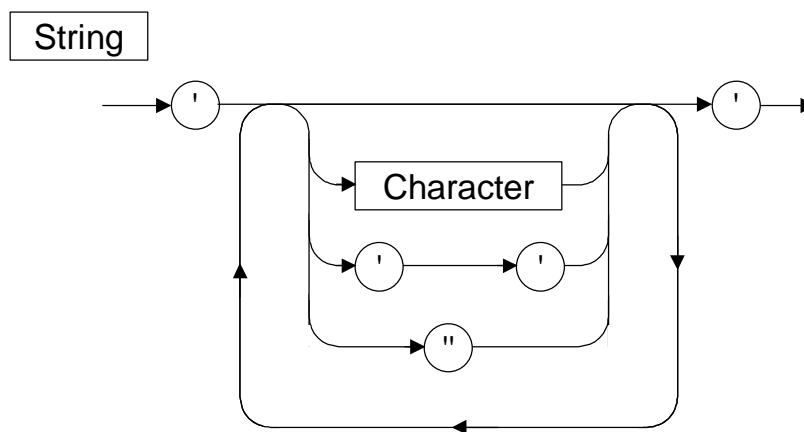 String
' '
Character
' '
"